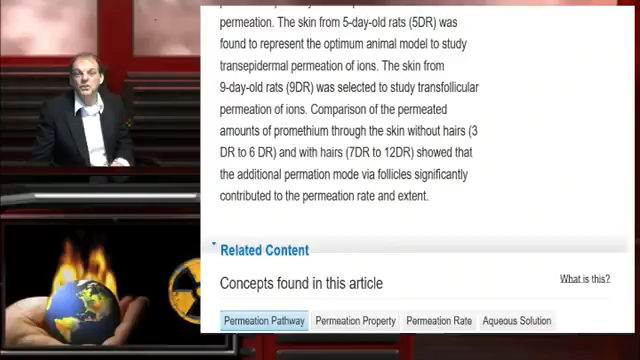 permeation. The skin from 5-day-old rats (5DR) was
found to represent the optimum animal model to study
transepidermal permeation of ions. The skin from
9-day-old rats (9DR) was selected to study transfollicular
permeation of ions. Comparison of the permeated
amounts of promethium through the skin without hairs (3
DR to 6 DR) and with hairs (7DR to 12DR) showed that
the additional permation mode via follicles significantly
contributed to the permeation rate and extent.
Related Content
Concepts found in this article
What is this?
Permeation Pathway
Permeation Property
Permeation Rate
Aqueous Solution